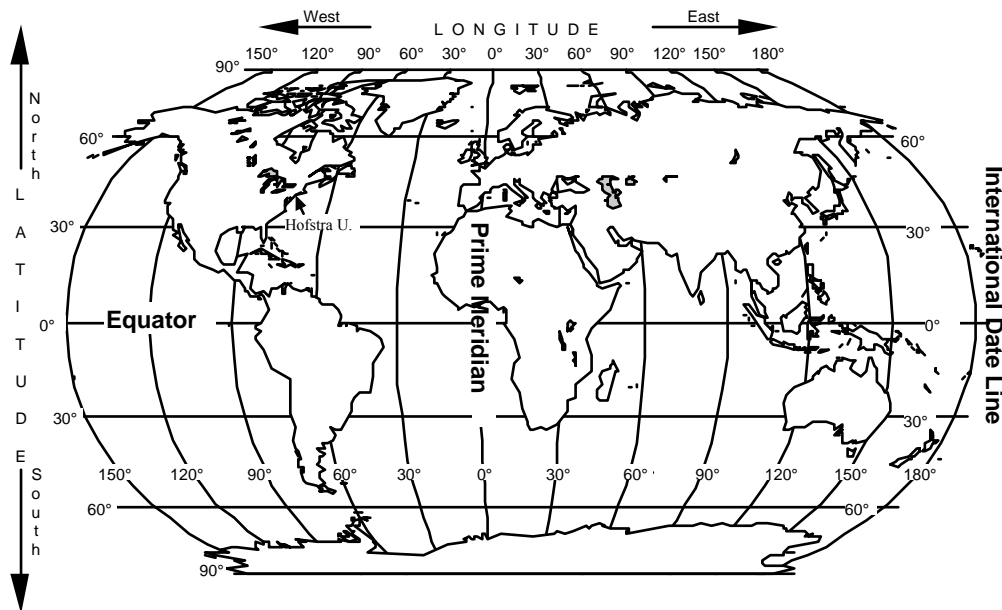 West East
L O N G I T U D E
150° 120° 90° 60° 30° 0° 30° 60° 90° 120° 150° 180°
90°
North
60° 60°
Hofstra U.
30° 30°
L A T I T U D E
Prime Meridian
International Date Line
0° Equator 0°
30° 30°
150° 120° 90° 60° 30° 0° 30° 60° 90° 120° 150° 180°
60° 60°
South
90°